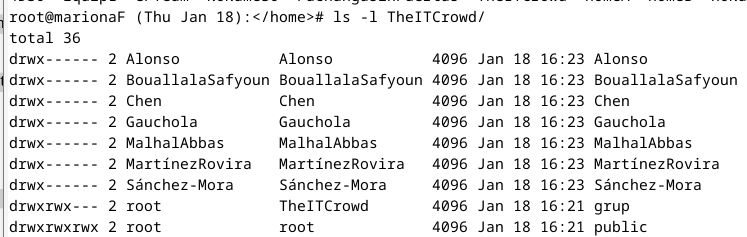 root@marionaF (Thu Jan 18):</home># ls -l TheITCrowd/
total 36
drwx------ 2 Alonso Alonso 4096 Jan 18 16:23 Alonso
drwx------ 2 BouallalaSafyoun BouallalaSafyoun 4096 Jan 18 16:23 BouallalaSafyoun
drwx------ 2 Chen Chen 4096 Jan 18 16:23 Chen
drwx------ 2 Gauchola Gauchola 4096 Jan 18 16:23 Gauchola
drwx------ 2 MalhalAbbas MalhalAbbas 4096 Jan 18 16:23 MalhalAbbas
drwx------ 2 MartínezRovira MartínezRovira 4096 Jan 18 16:23 MartínezRovira
drwx------ 2 Sánchez-Mora Sánchez-Mora 4096 Jan 18 16:23 Sánchez-Mora
drwxrwx--- 2 root TheITCrowd 4096 Jan 18 16:21 grup
drwxrwxrwx 2 root root 4096 Jan 18 16:21 public